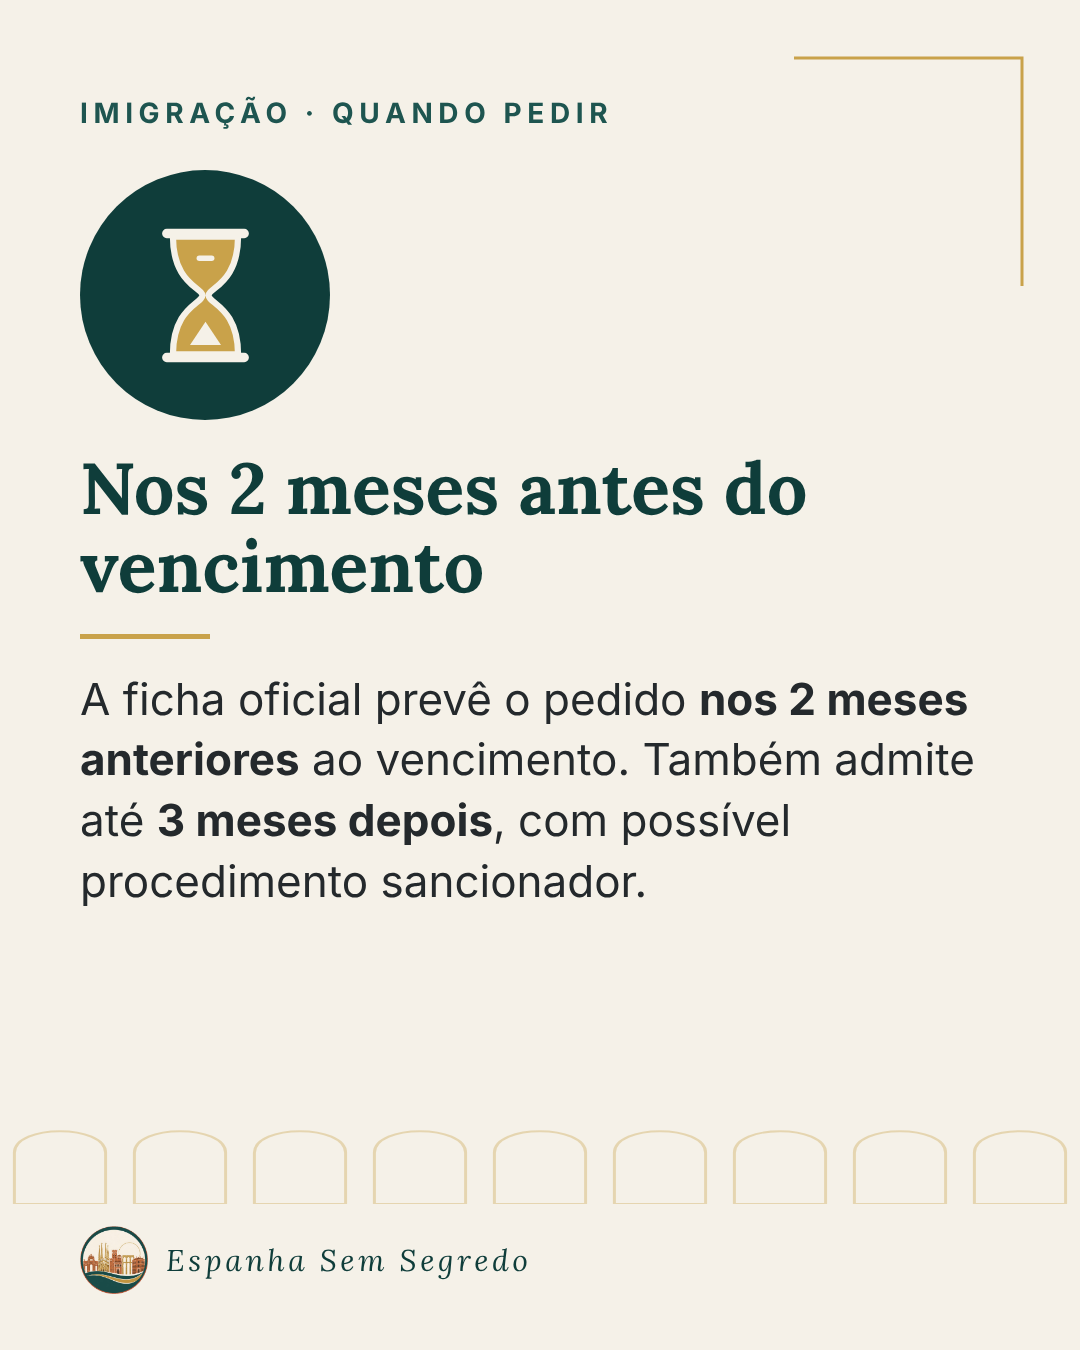 IMIGRAÇÃO · QUANDO PEDIR
Nos 2 meses antes do
vencimento
A ficha oficial prevê o pedido nos 2 meses
anteriores ao vencimento. Também admite
até 3 meses depois, com possível
procedimento sancionador.
Espanha Sem Segredo